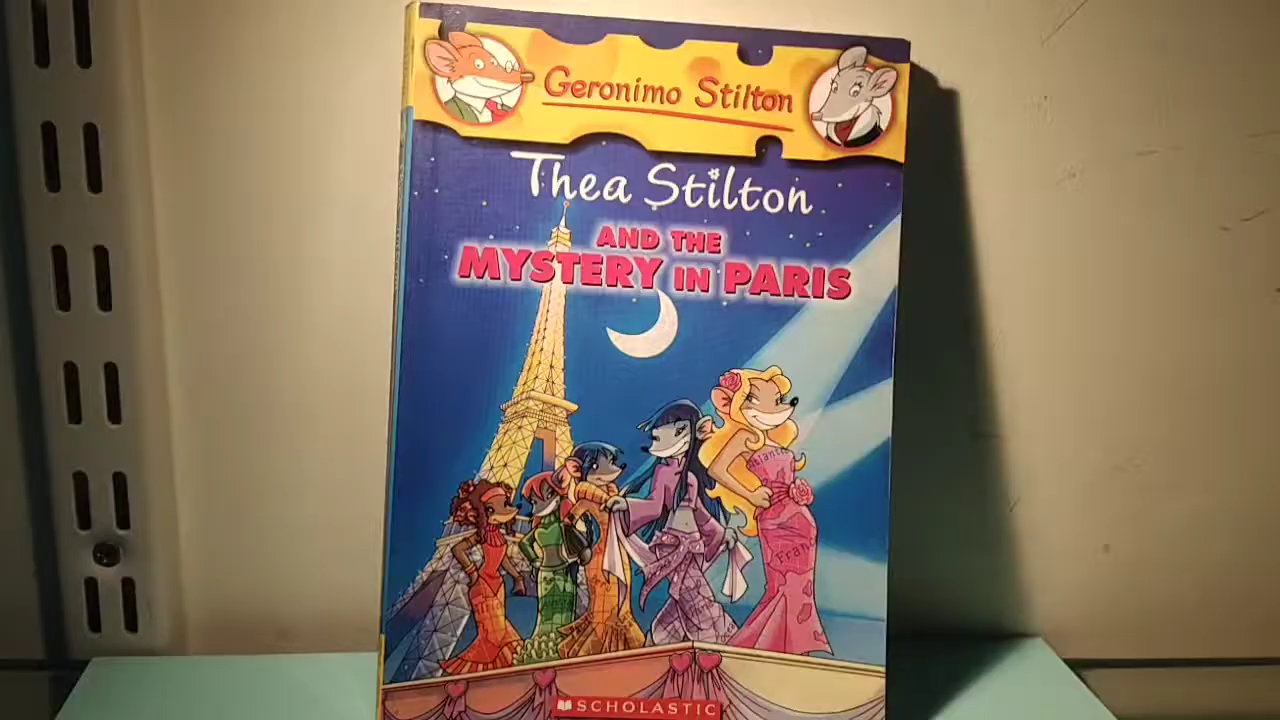 Geronimo Stilton
Thea Stilton
AND THE
MYSTERY IN PARIS
SCHOLASTIC